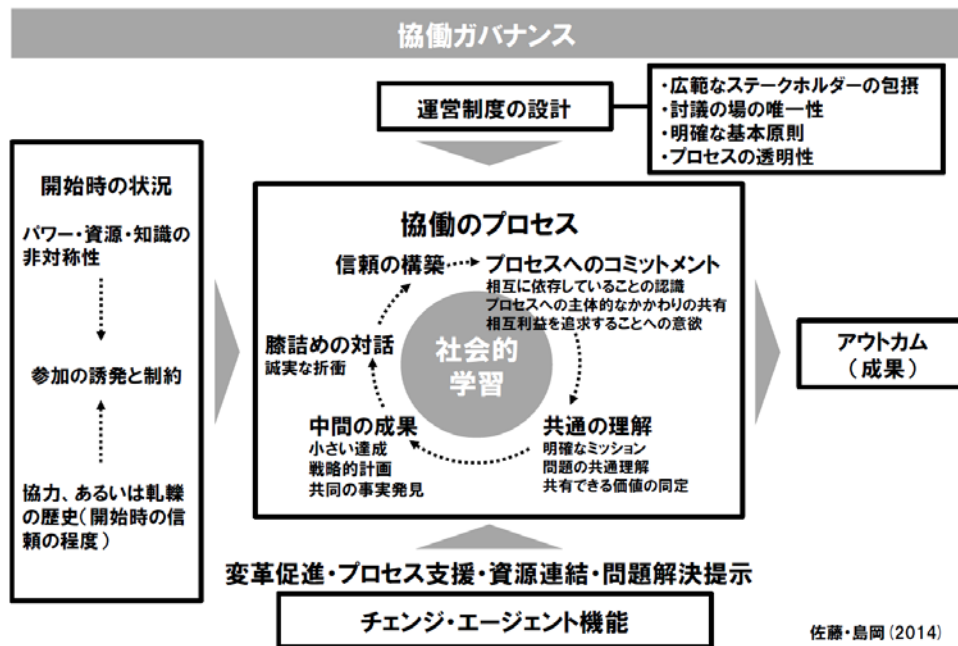 協働ガバナンス
運営制度の設計
・広範なステークホルダーの包摂
・討議の場の唯一性
・明確な基本原則
・プロセスの透明性
開始時の状況
パワー・資源・知識の
非対称性
参加の誘発と制約
協力、あるいは軋轢
の歴史(開始時の信
頼の程度)
協働のプロセス
信頼の構築
プロセスへのコミットメント
相互に依存していることの認識
プロセスへの主体的なかかわりの共有
相互利益を追求することへの意欲
膝詰めの対話
誠実な折衝
社会的
学習
中間の成果
小さい達成
戦略的計画
共同の事実発見
共通の理解
明確なミッション
問題の共通理解
共有できる価値の同定
アウトカム
(成果)
変革促進・プロセス支援・資源連結・問題解決提示
チェンジ・エージェント機能
佐藤・島岡(2014)